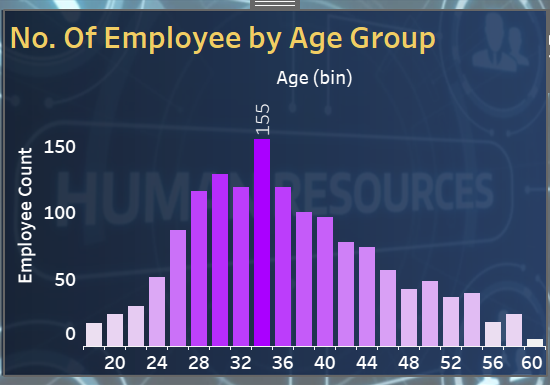 No. Of Employee by Age Group
Age (bin)
155
Employee Count
150
100
50
0
HUMAN RESOURCES
20 24 28 32 36 40 44 48 52 56 60